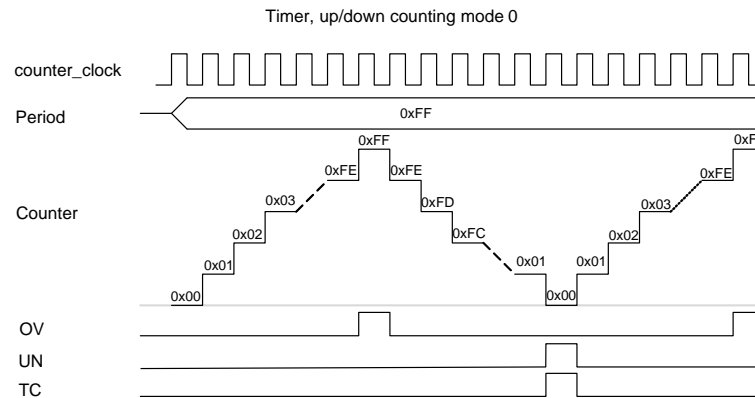 Timer, up/down counting mode 0
counter_clock
Period
0xFF
0xFF
0xF
0xFE
0xFE
0xFE
Counter
0x03
0xFD
0x03
0x02
0xFC
0x02
0x01
0x01
0x01
0x00
0x00
OV
UN
TC